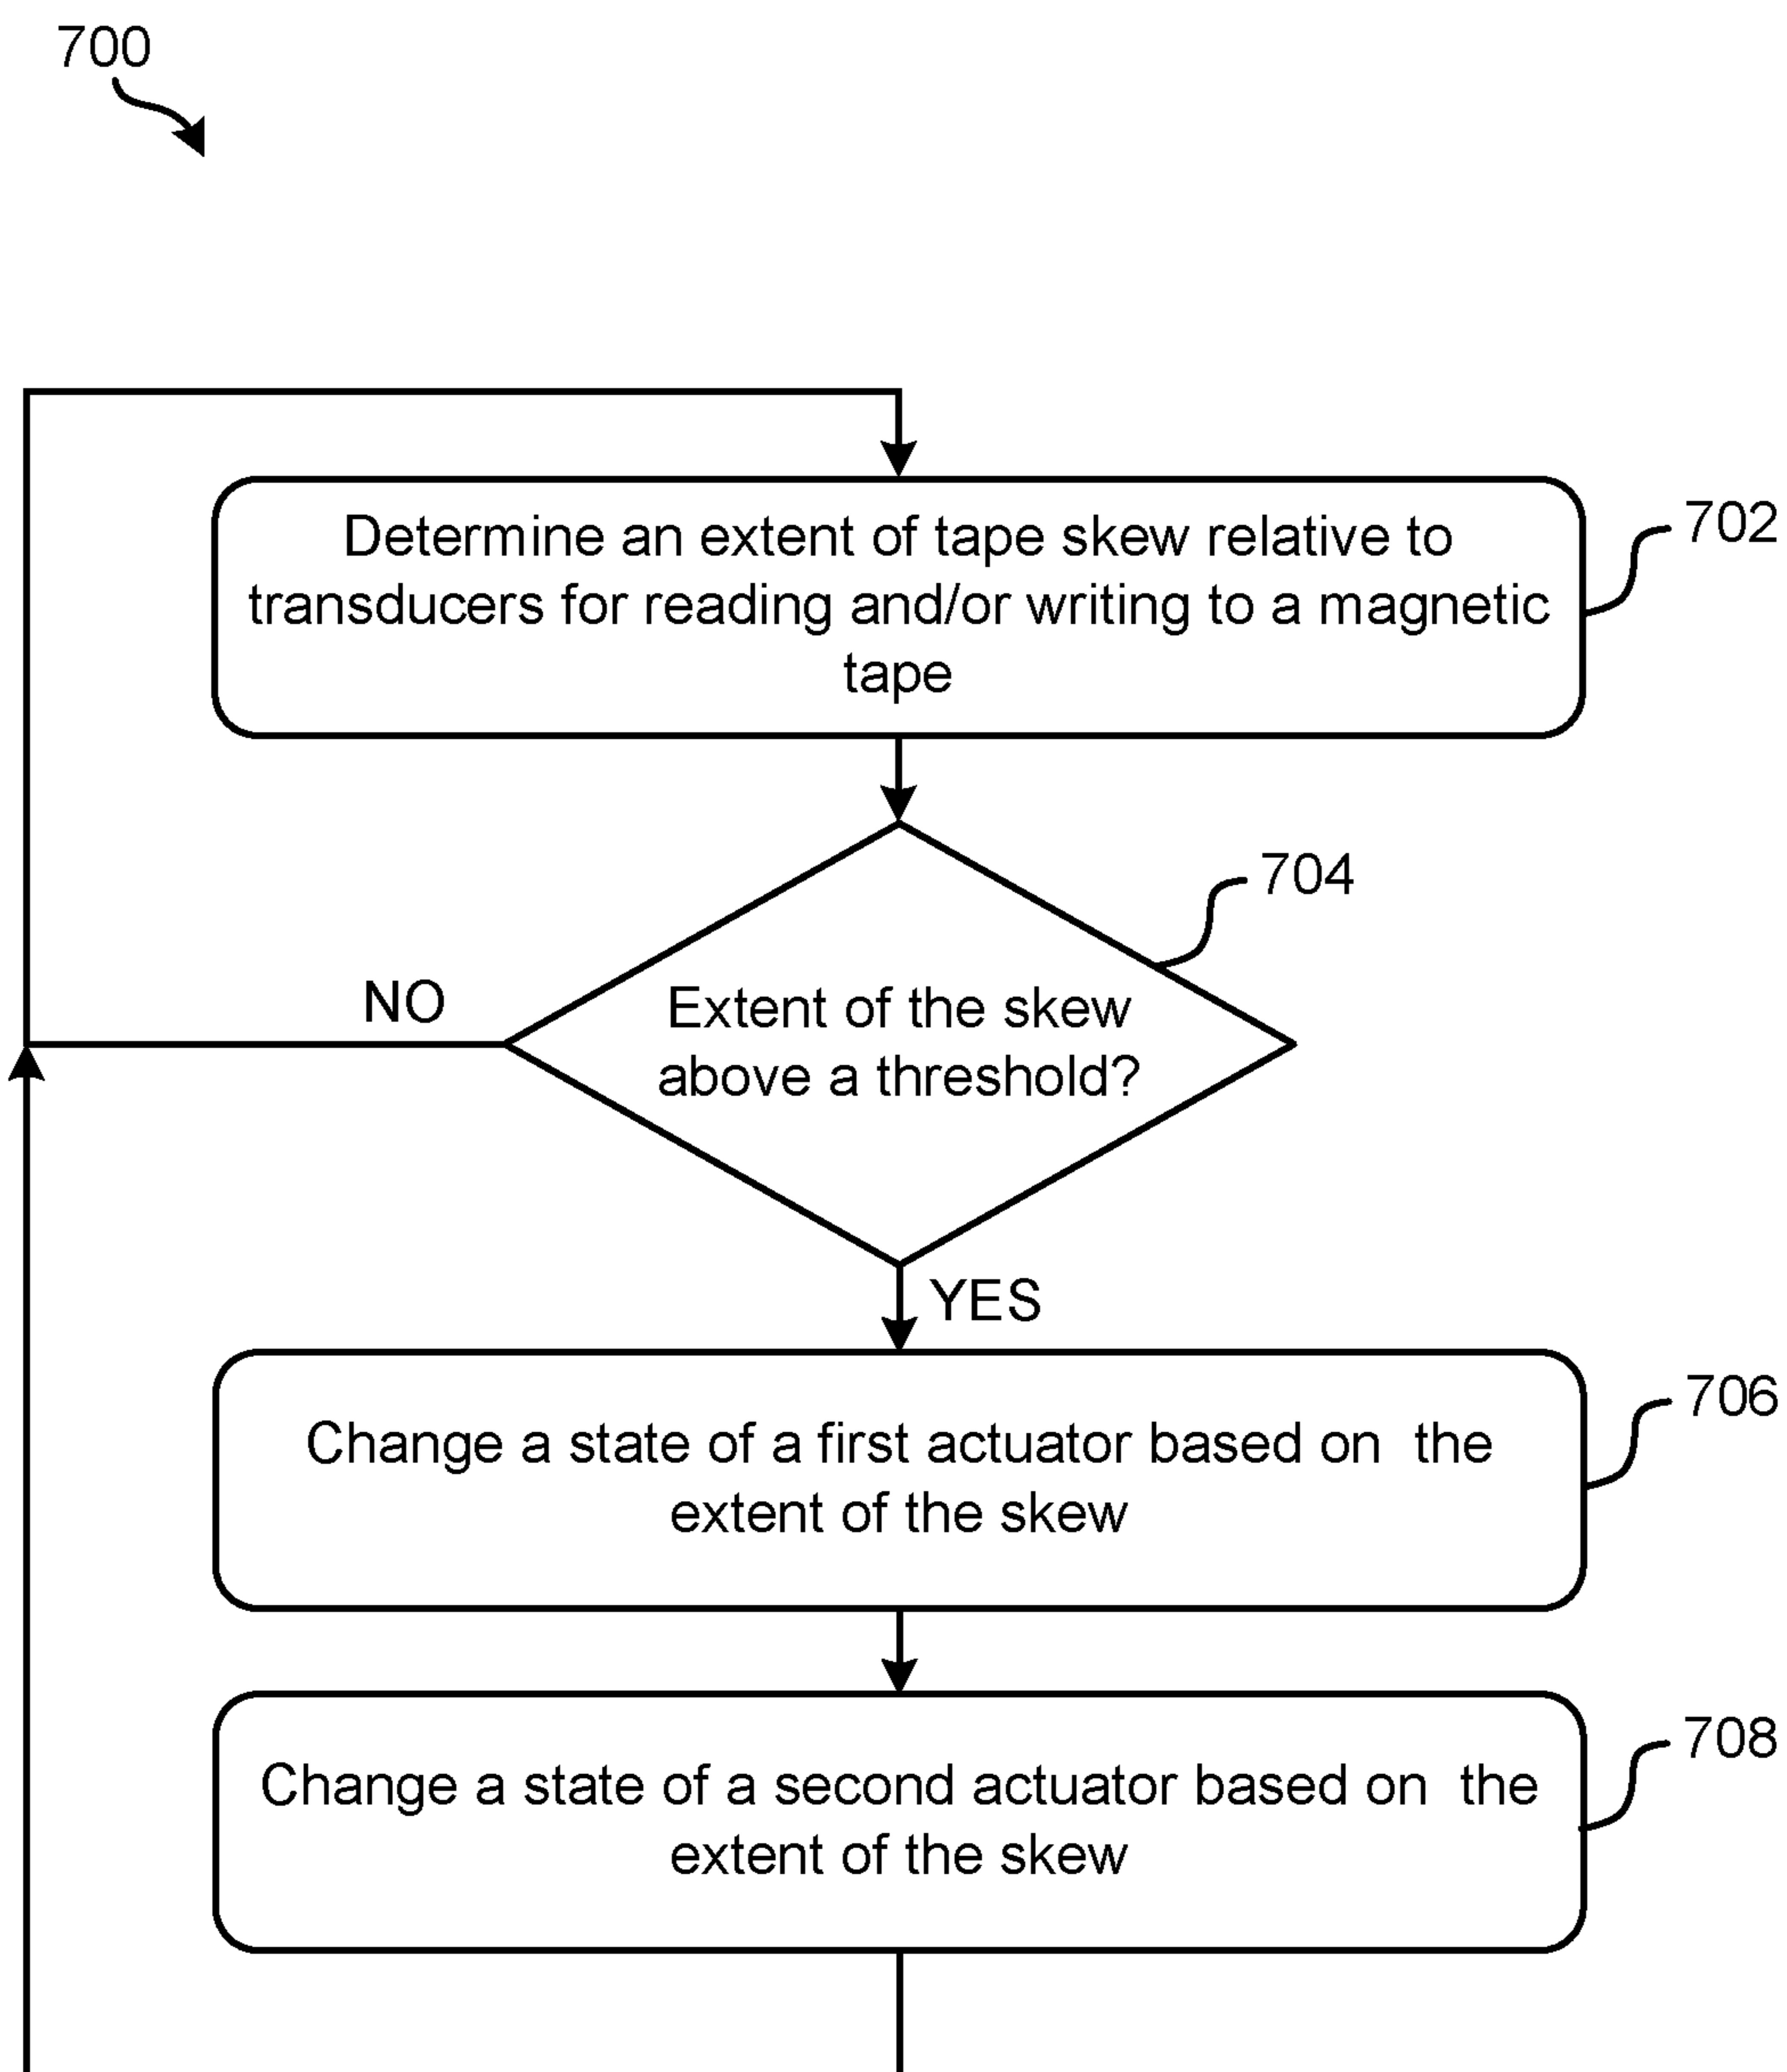 700
Determine an extent of tape skew relative to
transducers for reading and/or writing to a magnetic
tape
702
704
Extent of the skew
above a threshold?
NO
YES
Change a state of a first actuator based on  the
extent of the skew
706
Change a state of a second actuator based on  the
extent of the skew
708